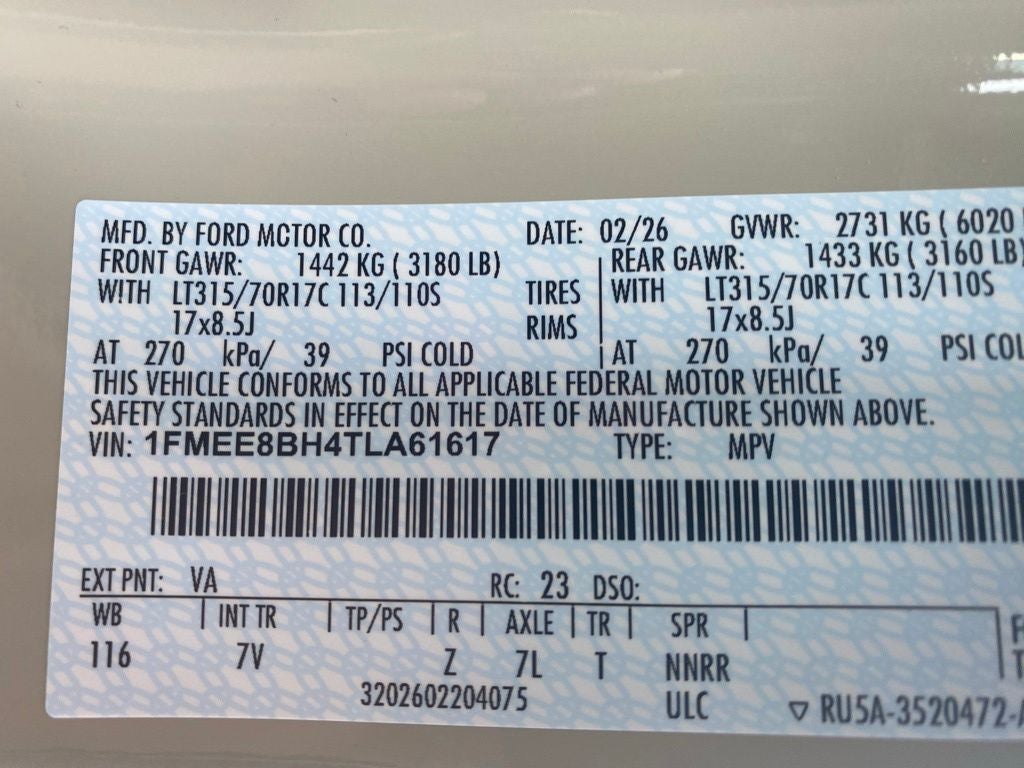 MFD. BY FORD MOTOR CO. DATE: 02/26 GVWR: 2731 KG ( 6020
FRONT GAWR: 1442 KG ( 3180 LB) REAR GAWR: 1433 KG ( 3160 LB)
WITH LT315/70R17C 113/110S TIRES WITH LT315/70R17C 113/110S
17x8.5J RIMS 17x8.5J
AT 270 kPa/ 39 PSI COLD AT 270 kPa/ 39 PSI COL
THIS VEHICLE CONFORMS TO ALL APPLICABLE FEDERAL MOTOR VEHICLE
SAFETY STANDARDS IN EFFECT ON THE DATE OF MANUFACTURE SHOWN ABOVE.
VIN: 1FMEE8BH4TLA61617 TYPE: MPV
EXT PNT: VA RC: 23 DSO:
WB INT TR TP/PS R AXLE TR SPR
116 7V Z 7L T NNRR
3202602204075 ULC ▽ RU5A-3520472-